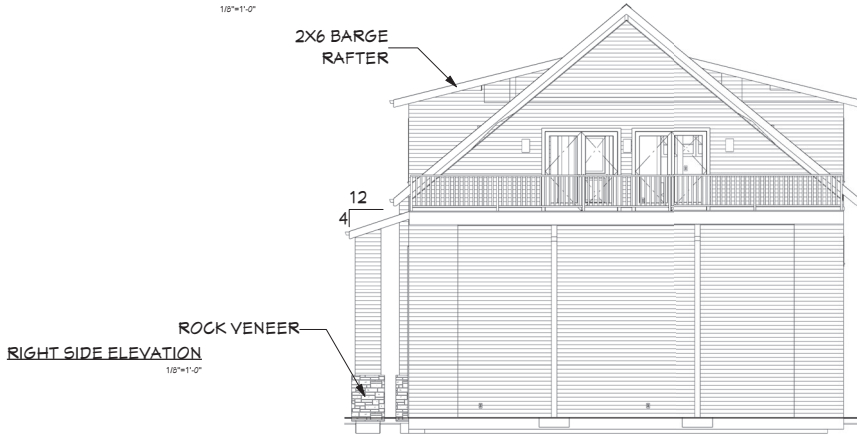 1/8"=1'-0"
2X6 BARGE
RAFTER
12
4
ROCK VENEER
RIGHT SIDE ELEVATION
1/8"=1'-0"